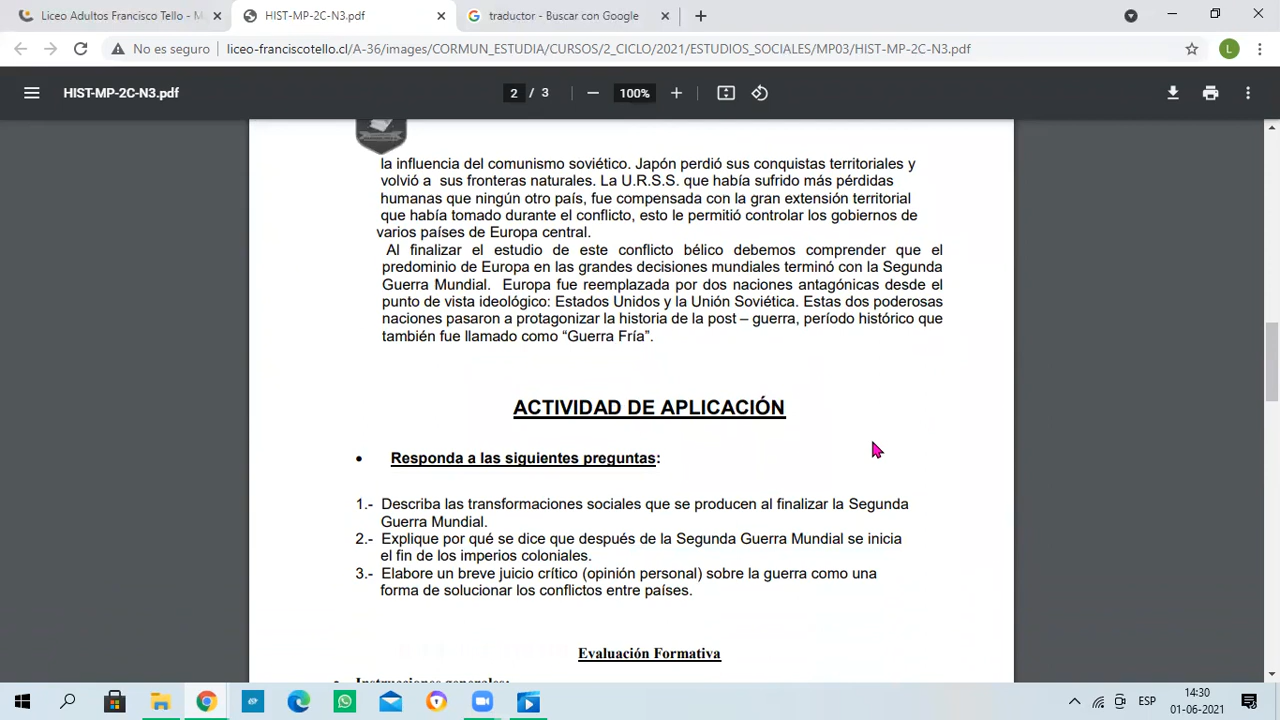 Liceo Adultos Francisco Tello - M
HIST-MP-2C-N3.pdf
traductor - Buscar con Google
No es seguro
liceo-franciscotello.cl/A-36/images/CORMUN_ESTUDIA/CURSOS/2_CICLO/2021/ESTUDIOS_SOCIALES/MP03/HIST-MP-2C-N3.pdf
L
HIST-MP-2C-N3.pdf
2 / 3
100%
la influencia del comunismo soviético. Japón perdió sus conquistas territoriales y
volvió a sus fronteras naturales. La U.R.S.S. que había sufrido más pérdidas
humanas que ningún otro país, fue compensada con la gran extensión territorial
que había tomado durante el conflicto, esto le permitió controlar los gobiernos de
varios países de Europa central.
Al finalizar el estudio de este conflicto bélico debemos comprender que el
predominio de Europa en las grandes decisiones mundiales terminó con la Segunda
Guerra Mundial. Europa fue reemplazada por dos naciones antagónicas desde el
punto de vista ideológico: Estados Unidos y la Unión Soviética. Estas dos poderosas
naciones pasaron a protagonizar la historia de la post – guerra, período histórico que
también fue llamado como “Guerra Fría”.
ACTIVIDAD DE APLICACIÓN
• Responda a las siguientes preguntas:
1.- Describa las transformaciones sociales que se producen al finalizar la Segunda
Guerra Mundial.
2.- Explique por qué se dice que después de la Segunda Guerra Mundial se inicia
el fin de los imperios coloniales.
3.- Elabore un breve juicio crítico (opinión personal) sobre la guerra como una
forma de solucionar los conflictos entre países.
Evaluación Formativa
• Instrucciones generales:
ESP
14:30
01-06-2021